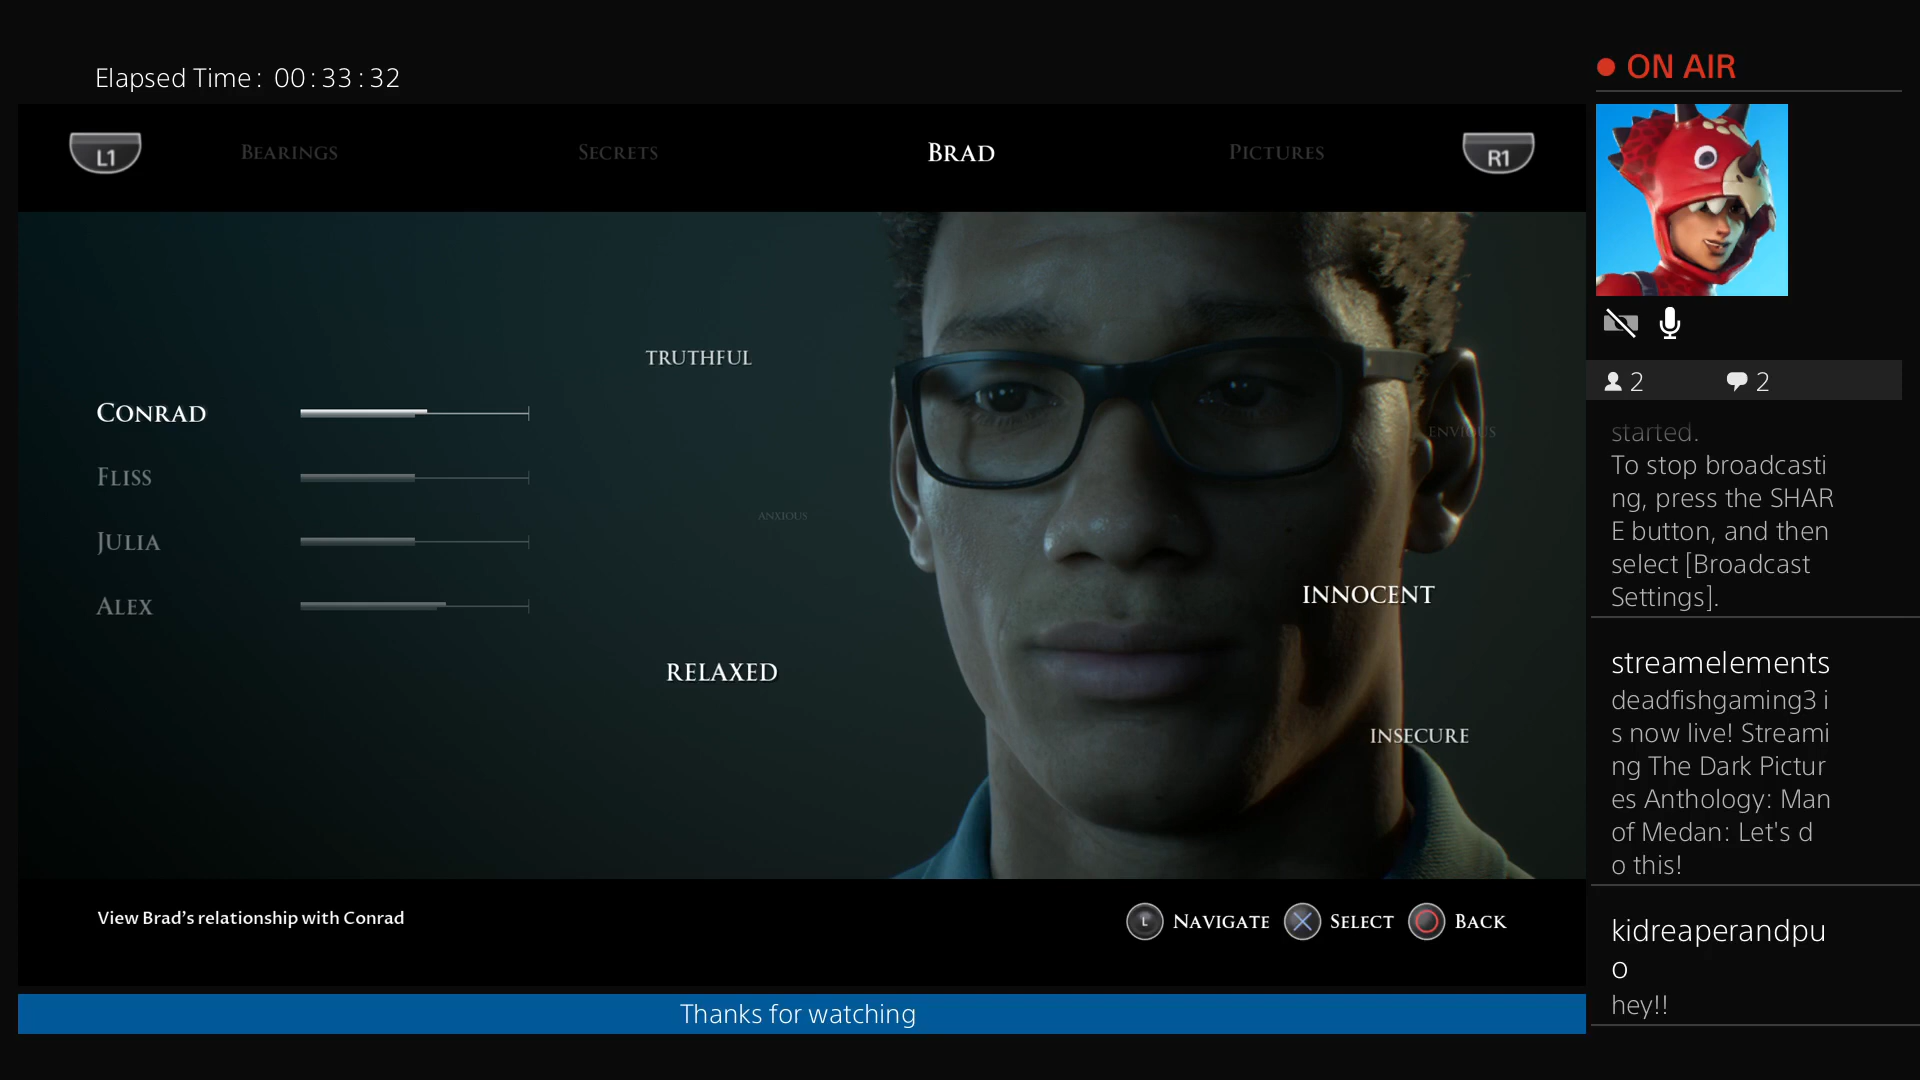 Elapsed Time: 00:33:32
ON AIR
L1
BEARINGS
SECRETS
BRAD
PICTURES
R1
TRUTHFUL
CONRAD
FLISS
JULIA
ALEX
ENVIOUS
ANXIOUS
INNOCENT
RELAXED
INSECURE
View Brad's relationship with Conrad
L NAVIGATE
SELECT
BACK
Thanks for watching
2
2
started.
To stop broadcasti
ng, press the SHAR
E button, and then
select [Broadcast
Settings].
streamelements
deadfishgaming3 i
s now live! Streami
ng The Dark Pictur
es Anthology: Man
of Medan: Let's d
o this!
kidreaperandpu
o
hey!!